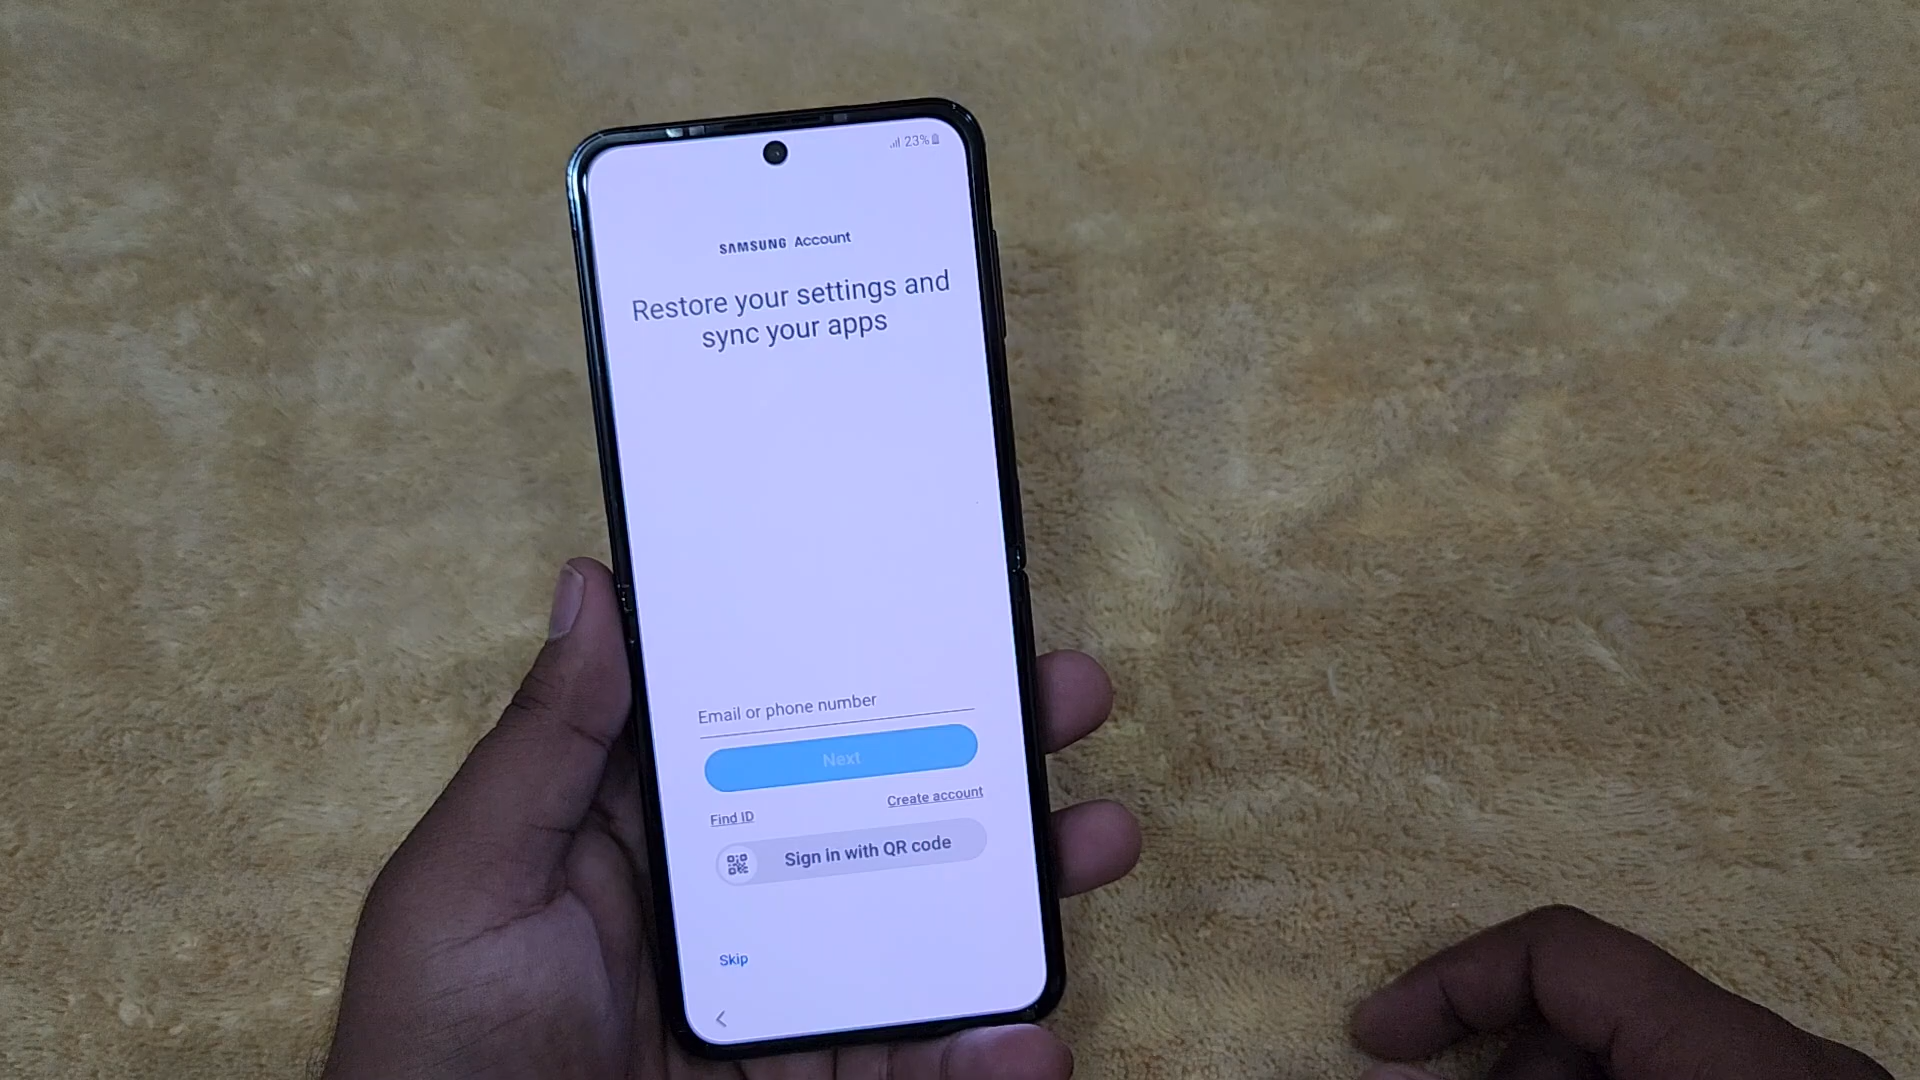 23%
SAMSUNG Account
Restore your settings and
sync your apps
Email or phone number
Next
Find ID
Create account
Sign in with QR code
Skip